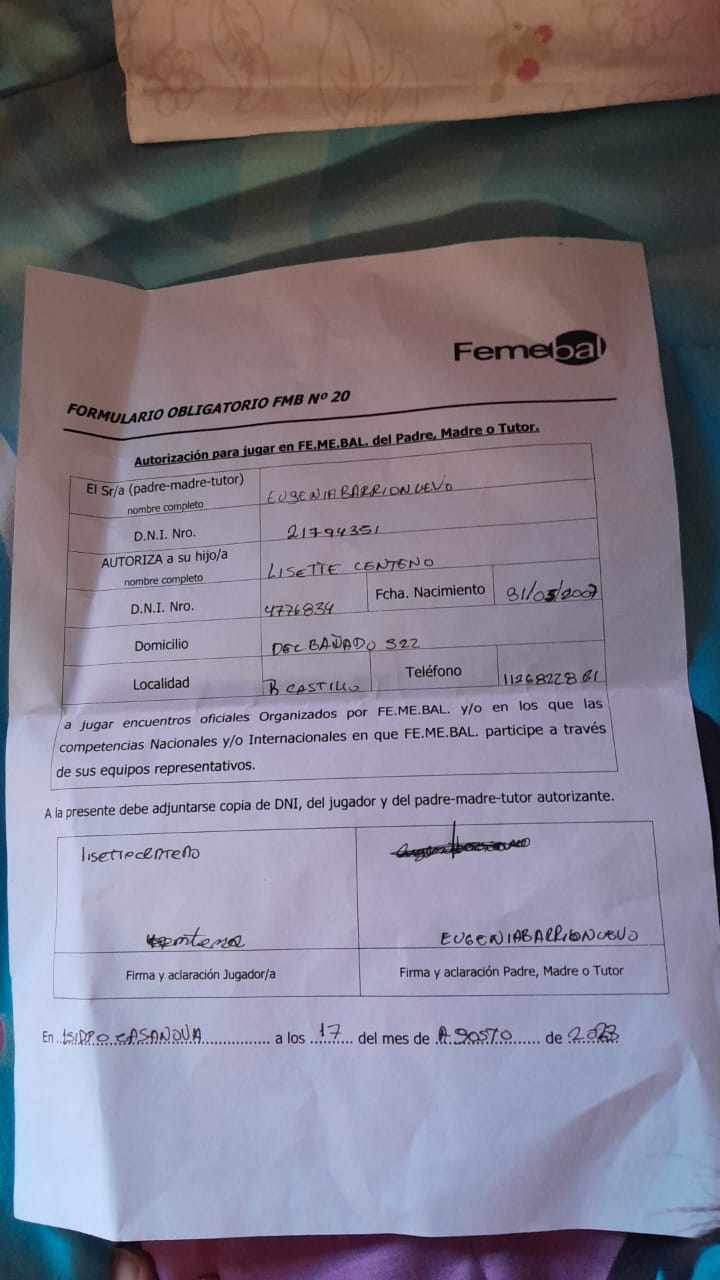 Femebal
FORMULARIO OBLIGATORIO FMB Nº 20
Autorización para jugar en FE.ME.BAL. del Padre, Madre o Tutor.
El Sr/a (padre-madre-tutor)
nombre completo
EUGENIA BARRIONUEVO
D.N.I. Nro.
21794351
AUTORIZA a su hijo/a
nombre completo
LISETTE CENTENO
D.N.I. Nro.
4776834
Fcha. Nacimiento
31/05/2007
Domicilio
DEL BAÑADO 522
Localidad
B CASTILLO
Teléfono
a jugar encuentros oficiales Organizados por FE.ME.BAL. y/o en los que las
competencias Nacionales y/o Internacionales en que FE.ME.BAL. participe a través
de sus equipos representativos.
A la presente debe adjuntarse copia de DNI, del jugador y del padre-madre-tutor autorizante.
lisette centeno
EUGENIA BARRIONUEVO
Firma y aclaración Jugador/a
Firma y aclaración Padre, Madre o Tutor
En ISIDRO CASANOVA a los 17 del mes de AGOSTO de 2023